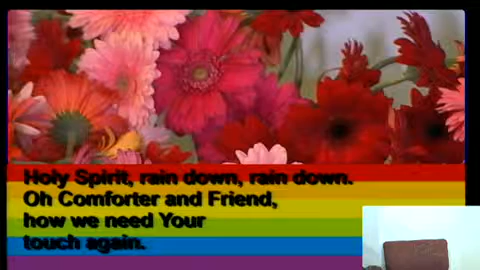 Holy Spirit, rain down, rain down.
Oh Comforter and Friend,
how we need Your
touch again.